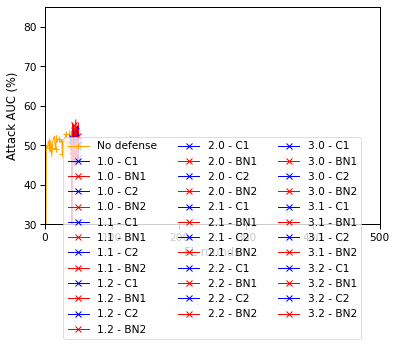 Attack AUC (%)
80
70
60
50
40
30
0
500
No defense
1.0 - C1
1.0 - BN1
1.0 - C2
1.0 - BN2
1.1 - C1
1.1 - BN1
1.1 - C2
1.1 - BN2
1.2 - C1
1.2 - BN1
1.2 - C2
1.2 - BN2
2.0 - C1
2.0 - BN1
2.0 - C2
2.0 - BN2
2.1 - C1
2.1 - BN1
2.1 - C2
2.1 - BN2
2.2 - C1
2.2 - BN1
2.2 - C2
2.2 - BN2
3.0 - C1
3.0 - BN1
3.0 - C2
3.0 - BN2
3.1 - C1
3.1 - BN1
3.1 - C2
3.1 - BN2
3.2 - C1
3.2 - BN1
3.2 - C2
3.2 - BN2